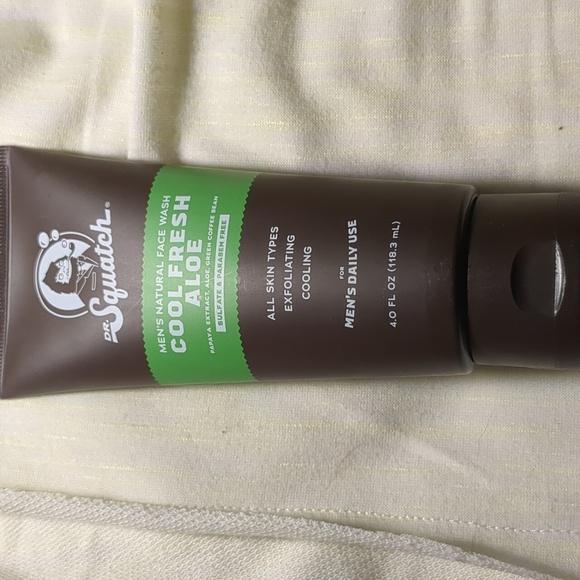 DR.
Squatch®
MEN'S NATURAL FACE WASH
COOL FRESH
ALOE
PAPAYA EXTRACT, ALOE, GREEN COFFEE BEAN
SULFATE & PARABEN FREE
ALL SKIN TYPES
EXFOLIATING
COOLING
FOR
MEN'S DAILY USE
4.0 FL OZ (118.3 mL)